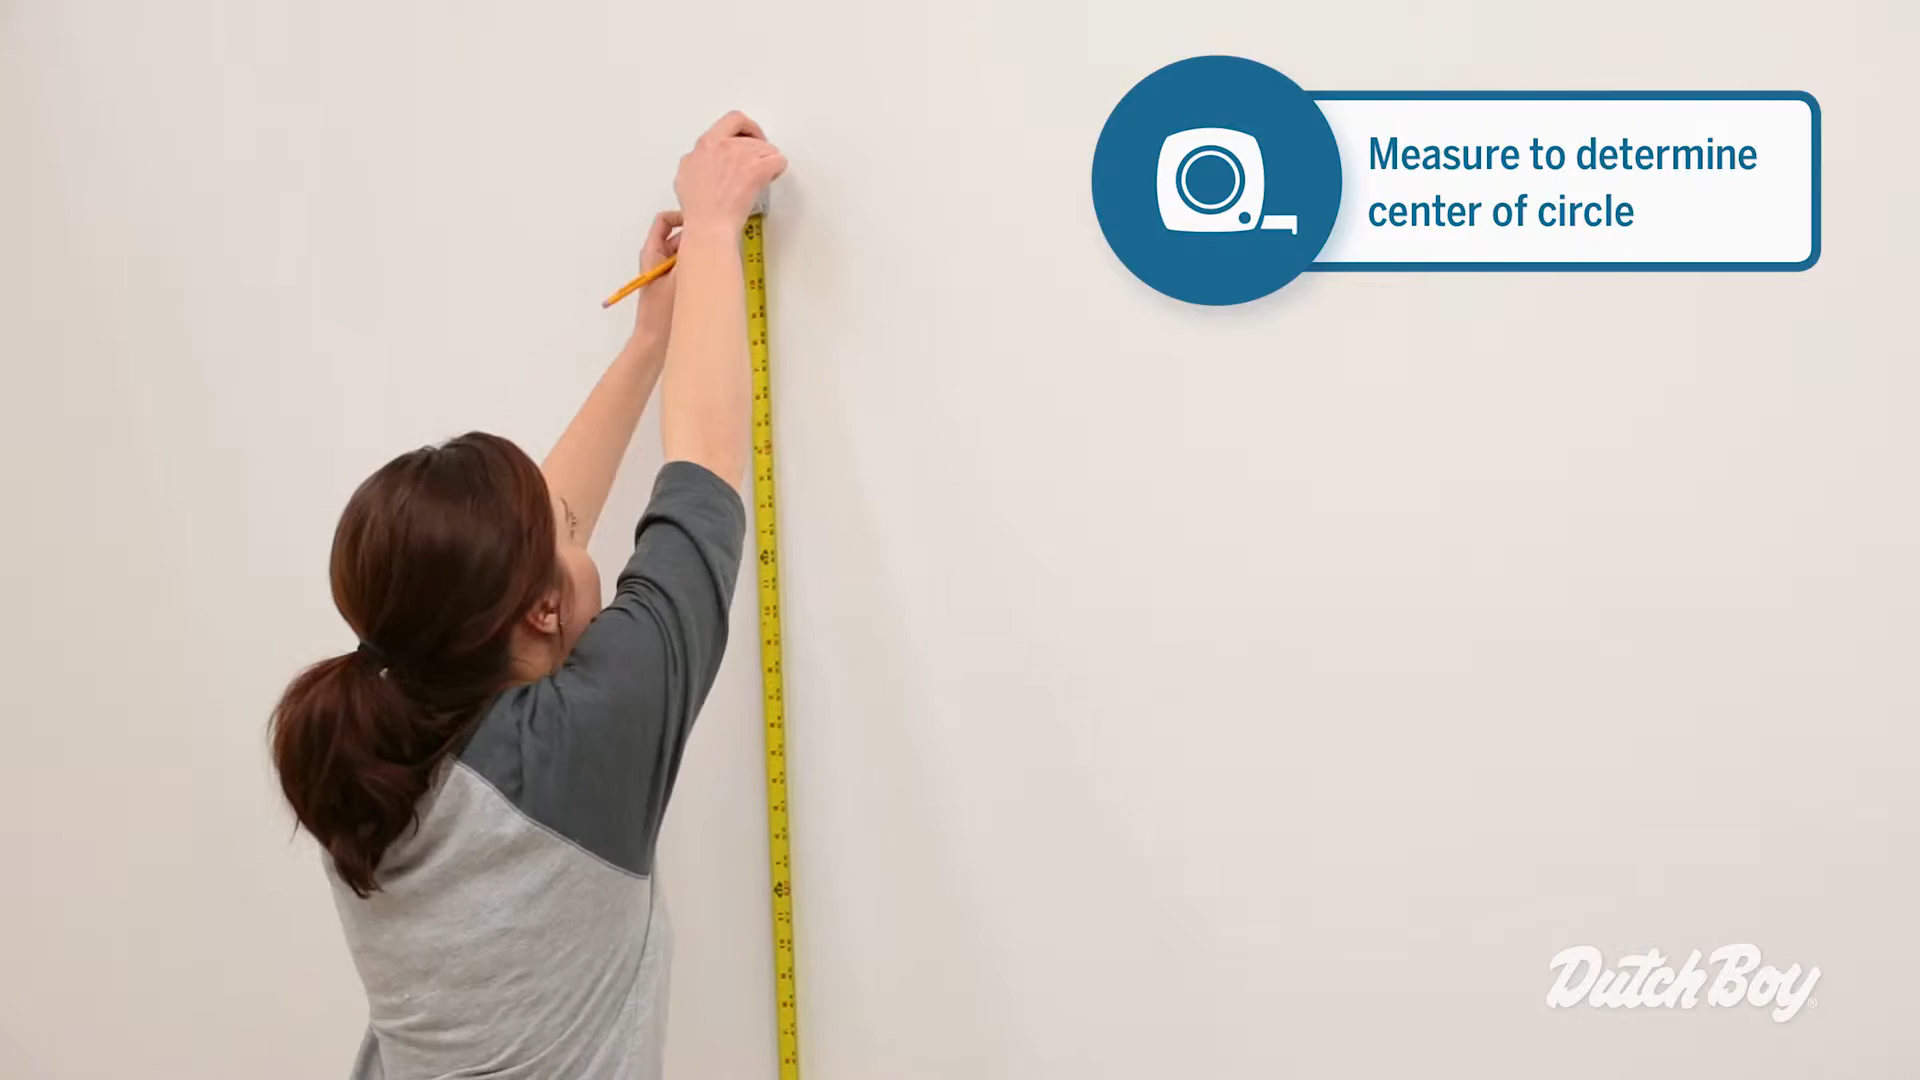 Measure to determine
center of circle
Dutch Boy®